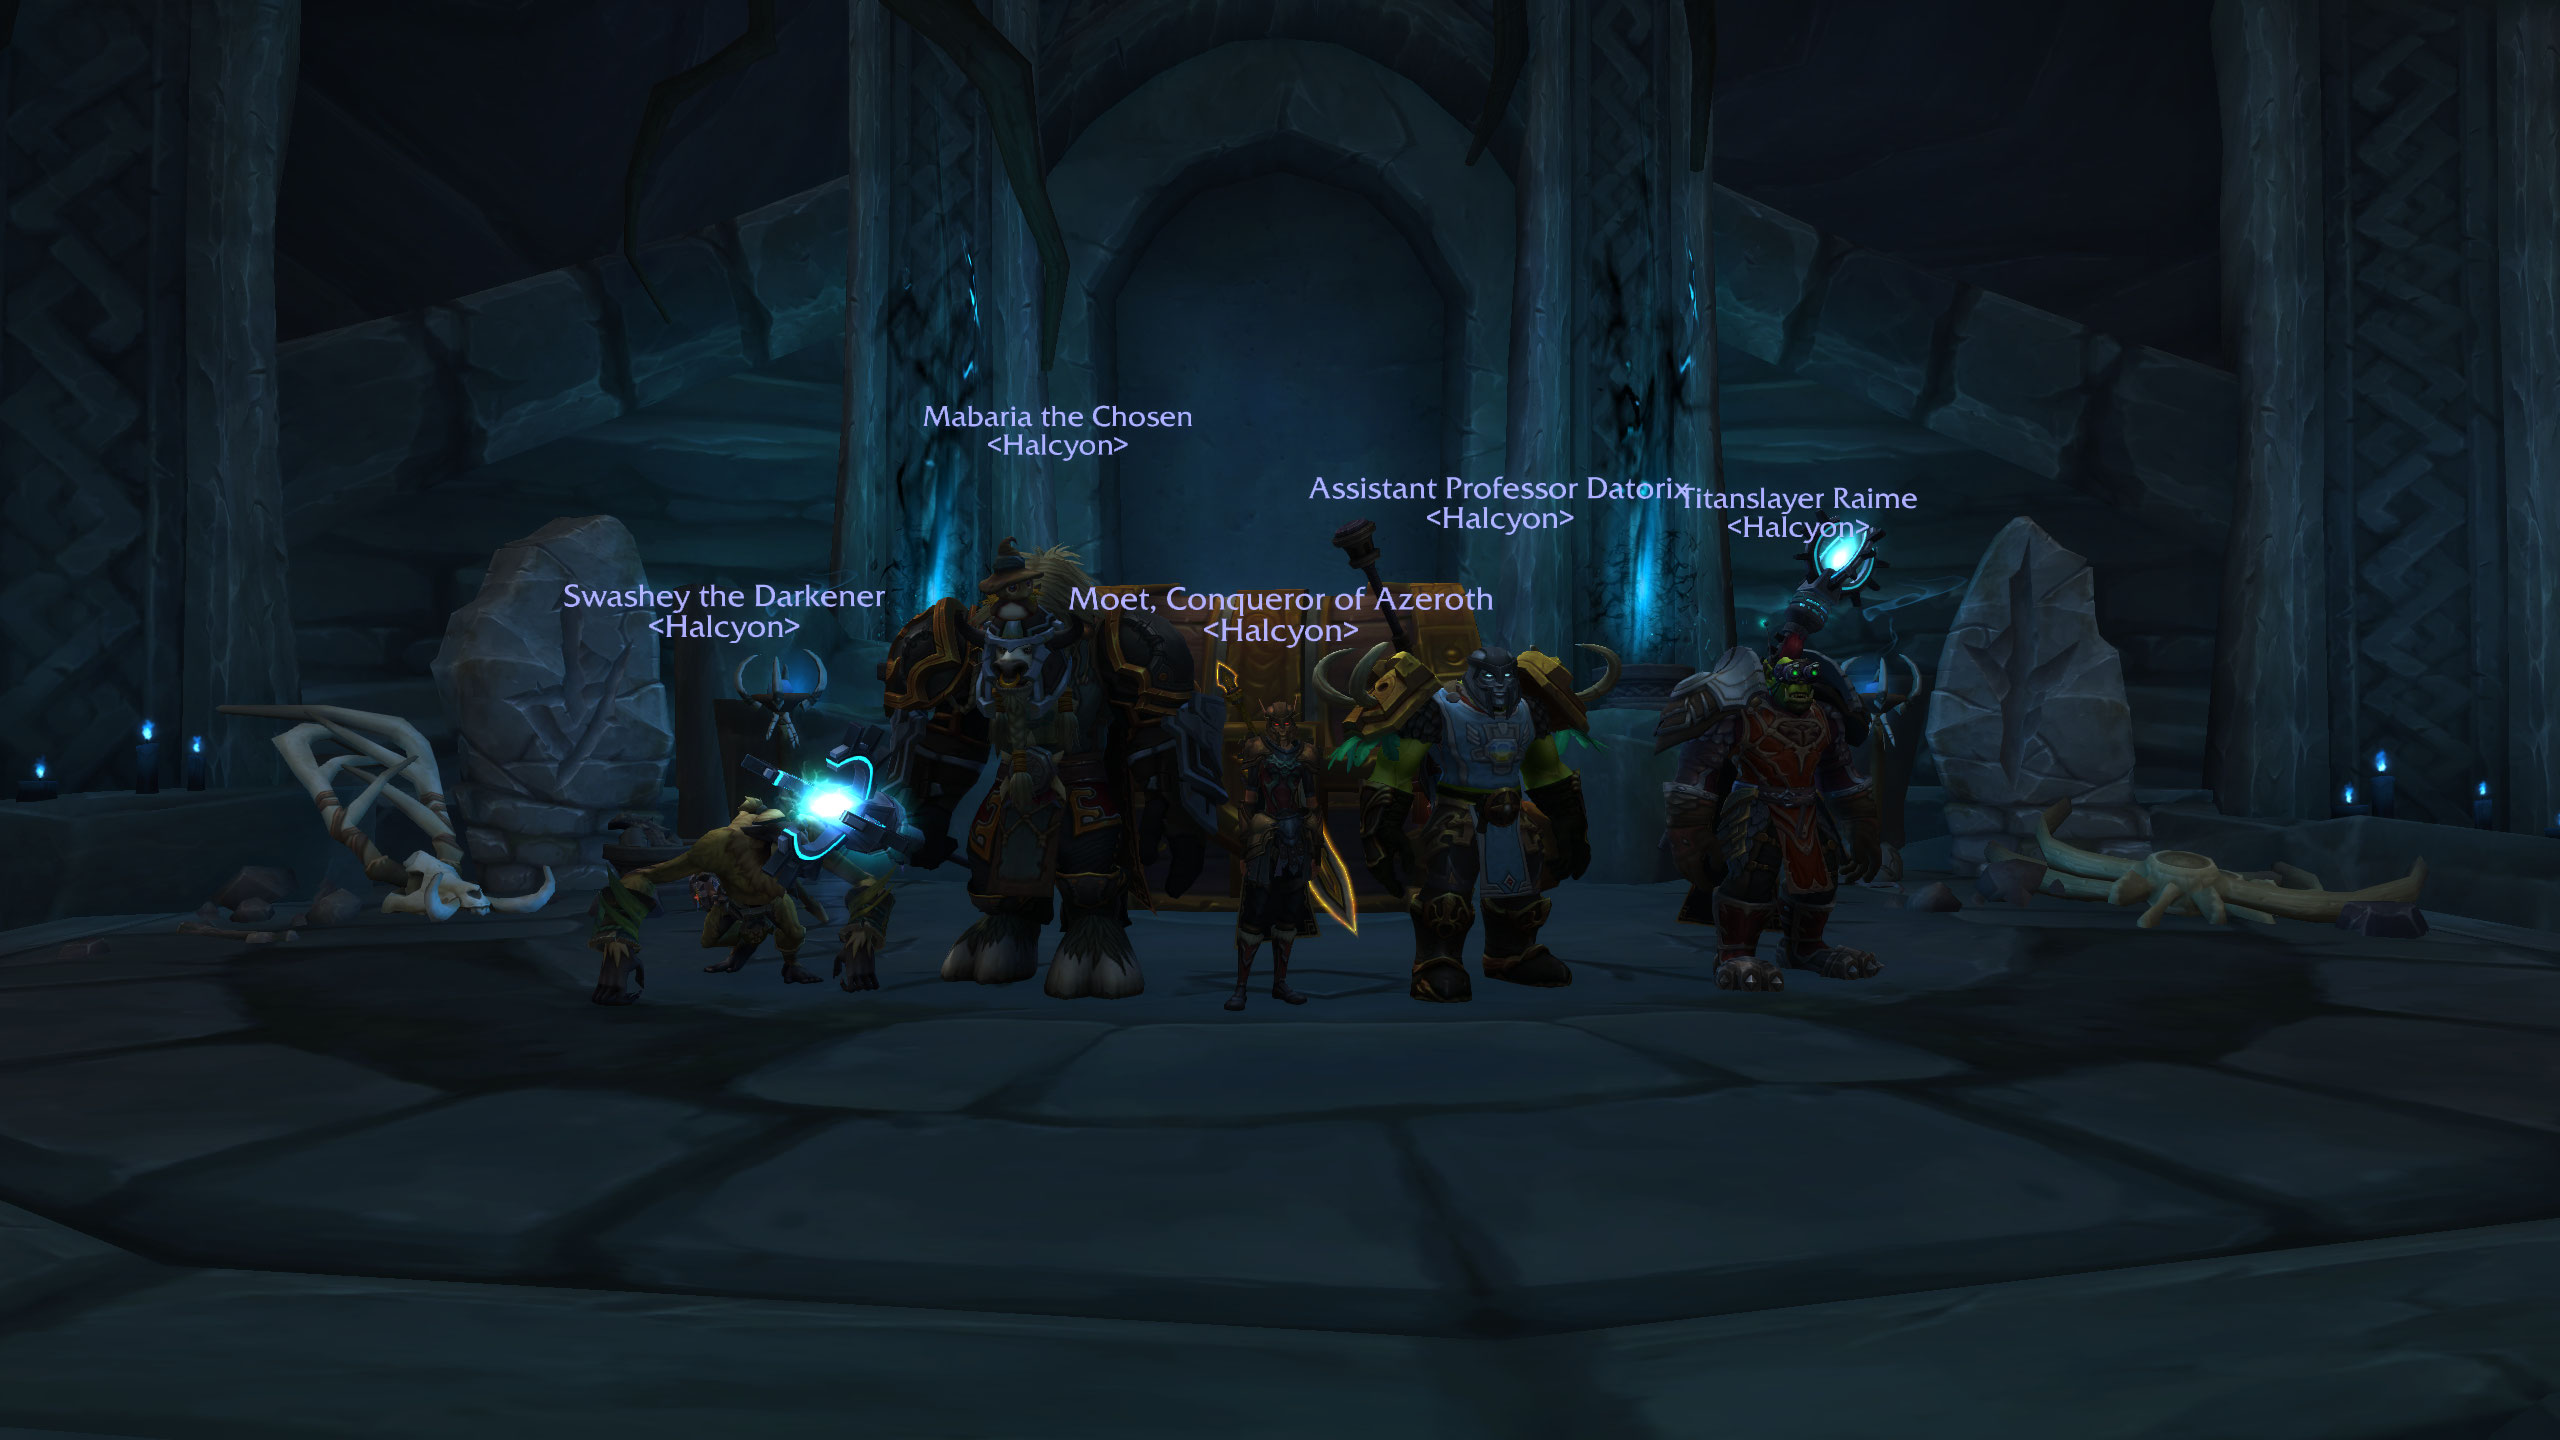 Mabaria the Chosen
<Halcyon>
Assistant Professor Datorix
<Halcyon>
Titanslayer Raime
<Halcyon>
Swashey the Darkener
<Halcyon>
Moet, Conqueror of Azeroth
<Halcyon>